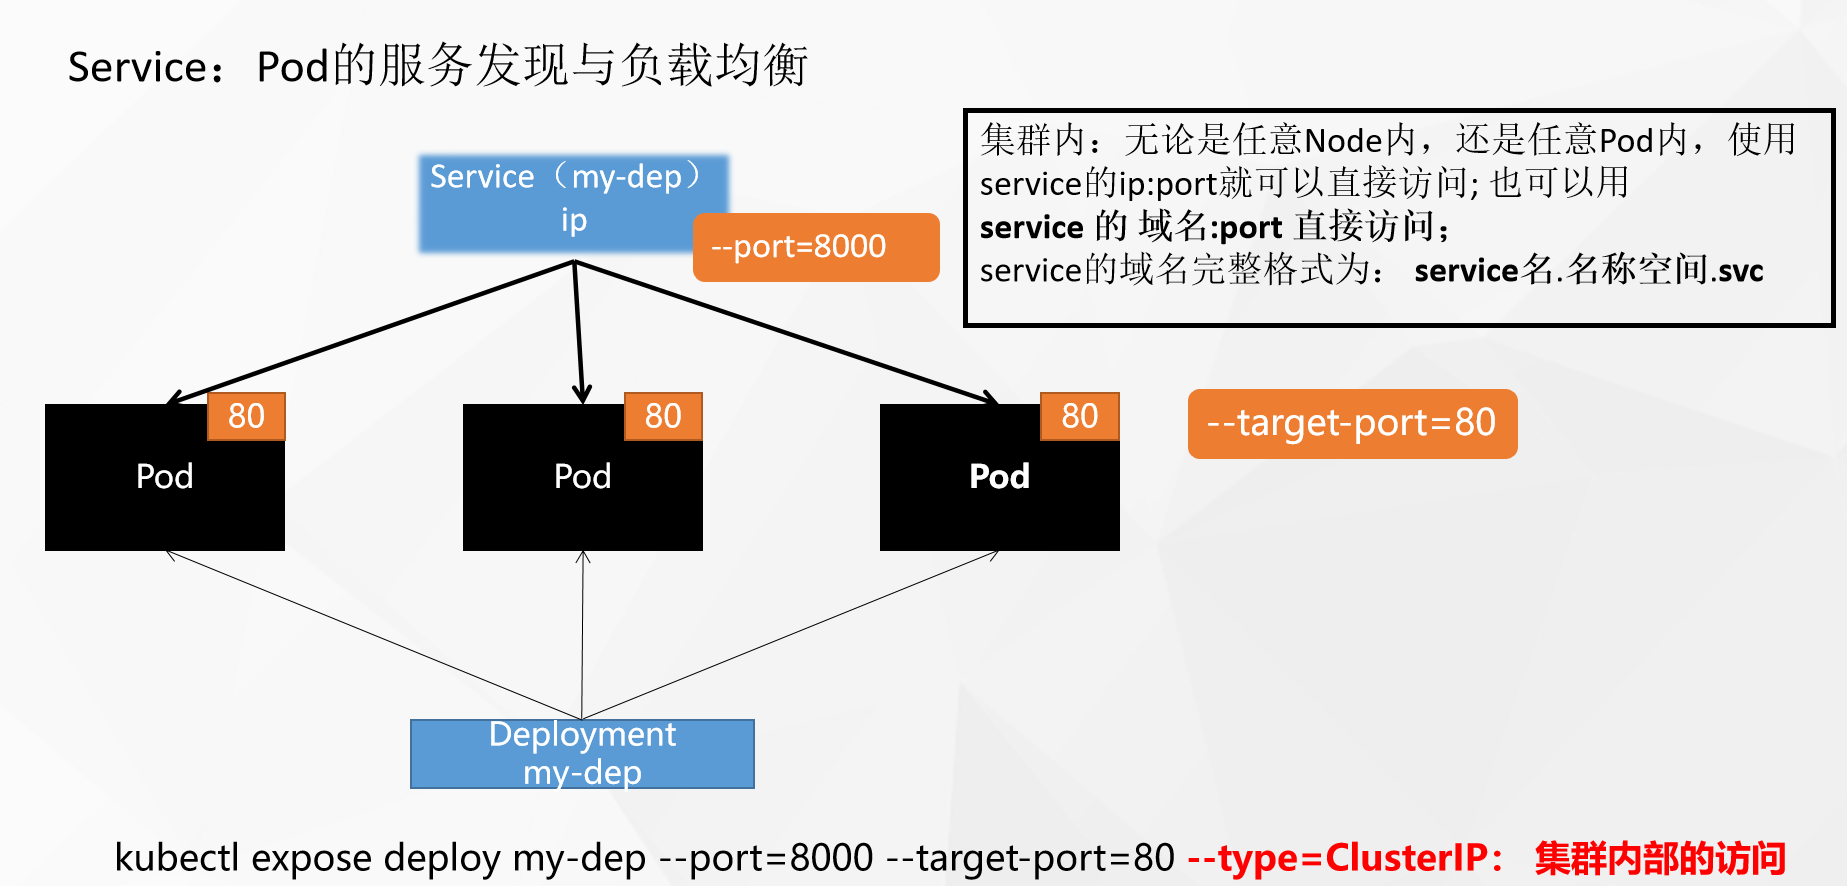 Service：Pod的服务发现与负载均衡
Service（my-dep）
ip
--port=8000
集群内：无论是任意Node内，还是任意Pod内，使用
service的ip:port就可以直接访问; 也可以用
service 的 域名:port 直接访问；
service的域名完整格式为： service名.名称空间.svc
80
Pod
80
Pod
80
Pod
--target-port=80
Deployment
my-dep
kubectl expose deploy my-dep --port=8000 --target-port=80 --type=ClusterIP： 集群内部的访问